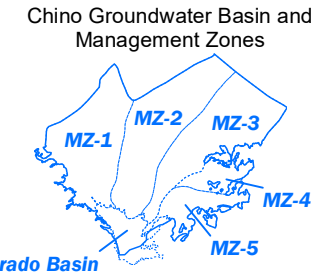 Chino Groundwater Basin and
Management Zones
MZ-1
MZ-2
MZ-3
MZ-4
MZ-5
rado Basin